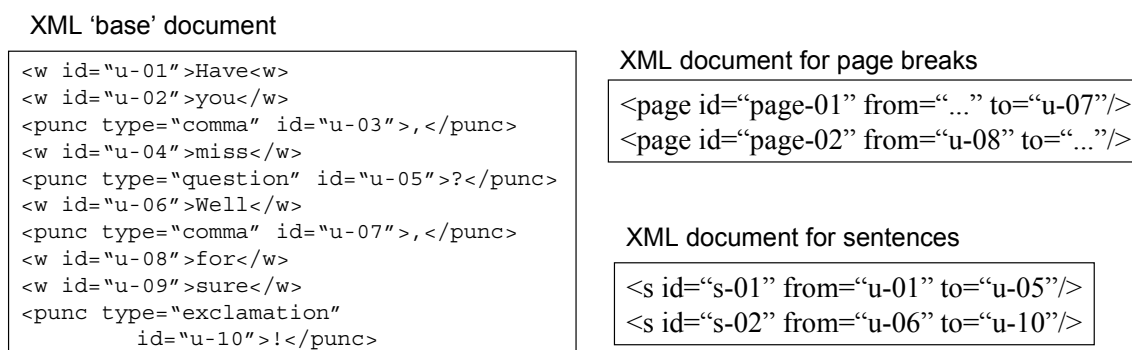 XML ‘base’ document
<w id=“u-01”>Have<w>
<w id=“u-02”>you</w>
<punc type=“comma” id=“u-03”>,</punc>
<w id=“u-04”>miss</w>
<punc type=“question” id=“u-05”>?</punc>
<w id=“u-06”>Well</w>
<punc type=“comma” id=“u-07”>,</punc>
<w id=“u-08”>for</w>
<w id=“u-09”>sure</w>
<punc type=“exclamation”
id=“u-10”>!</punc>
XML document for page breaks
<page id=“page-01” from=“...” to=“u-07”/>
<page id=“page-02” from=“u-08” to=“...”/>
XML document for sentences
<s id=“s-01” from=“u-01” to=“u-05”/>
<s id=“s-02” from=“u-06” to=“u-10”/>